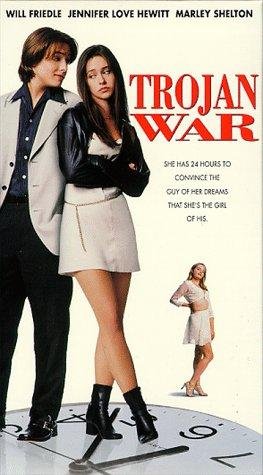 WILL FRIEDLE JENNIFER LOVE HEWITT MARLEY SHELTON
TROJAN
WAR
SHE HAS 24 HOURS TO
CONVINCE THE
GUY OF HER DREAMS
THAT SHE'S THE GIRL
OF HIS.